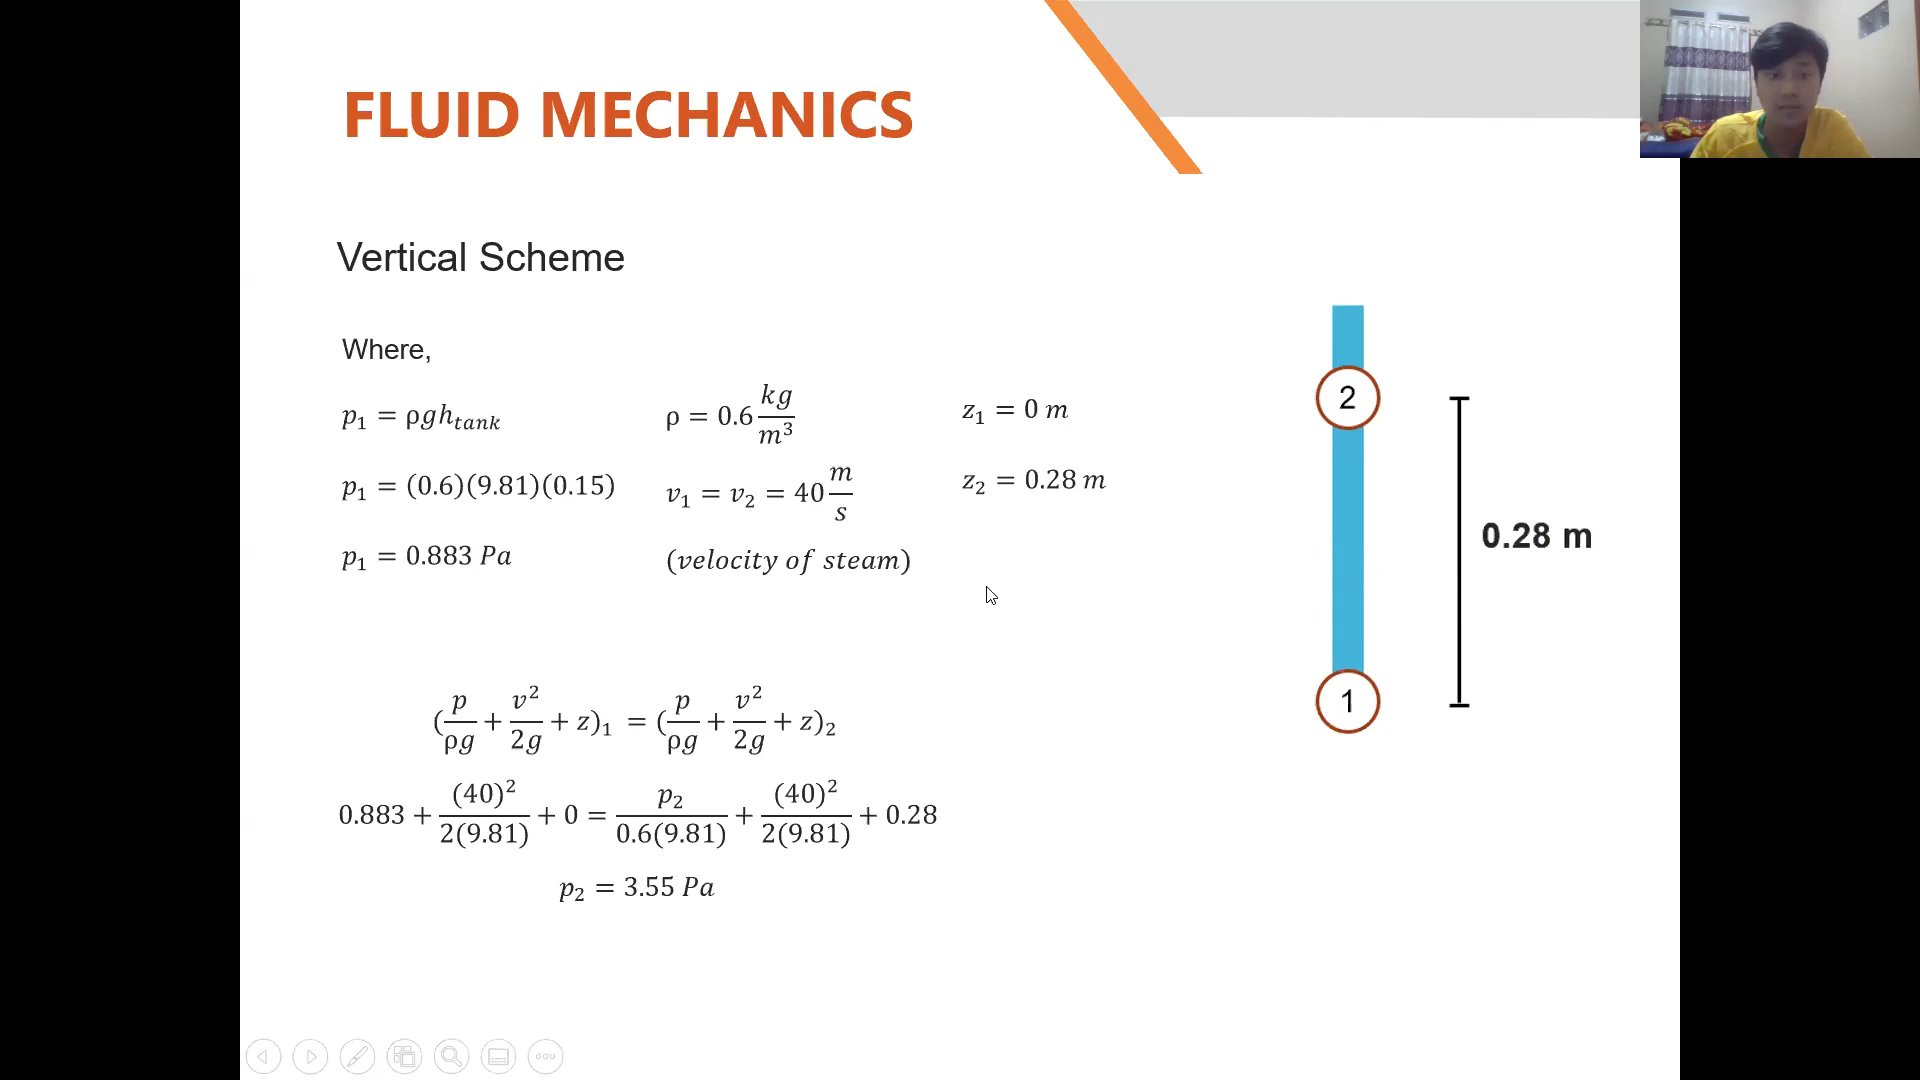 FLUID MECHANICS
Vertical Scheme
Where,
p₁ = ρgh_tank
p₁ = (0.6)(9.81)(0.15)
p₁ = 0.883 Pa
ρ = 0.6 kg/m³
v₁ = v₂ = 40 m/s
(velocity of steam)
z₁ = 0 m
z₂ = 0.28 m
2
0.28 m
1
(p/ρg + v²/2g + z)₁ = (p/ρg + v²/2g + z)₂
0.883 + (40)²/2(9.81) + 0 = p₂/0.6(9.81) + (40)²/2(9.81) + 0.28
p₂ = 3.55 Pa